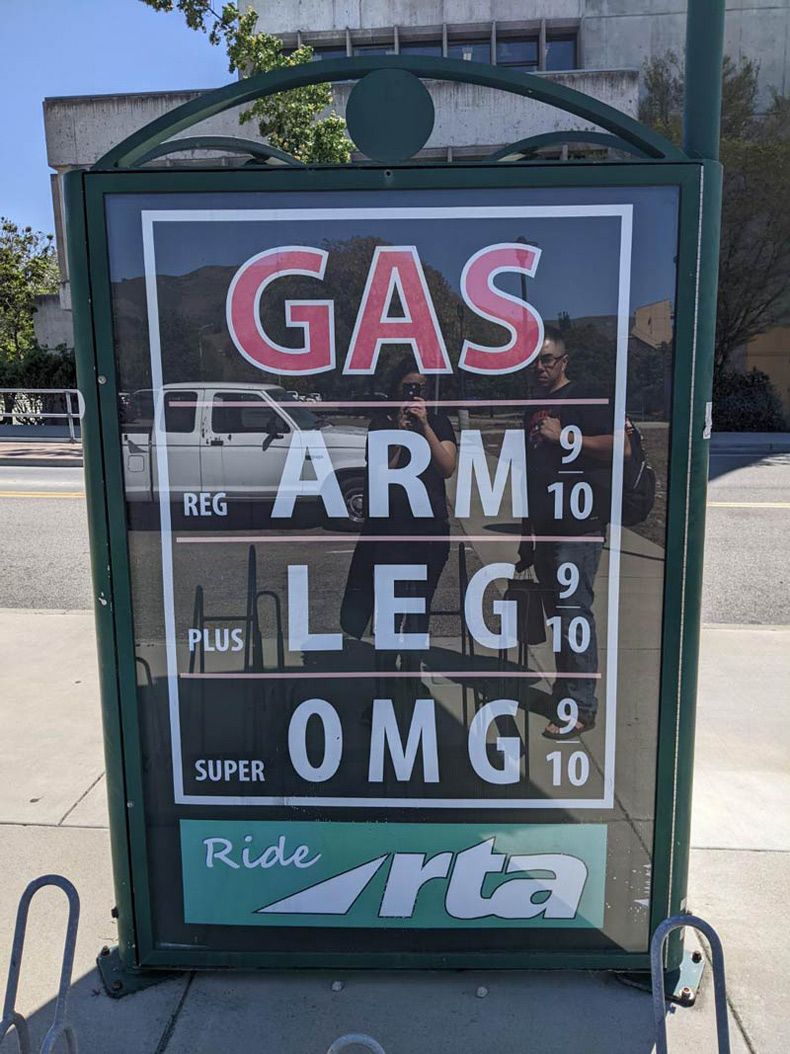 GAS
REG ARM 9/10
PLUS LEG 9/10
SUPER OMG 9/10
Ride rta